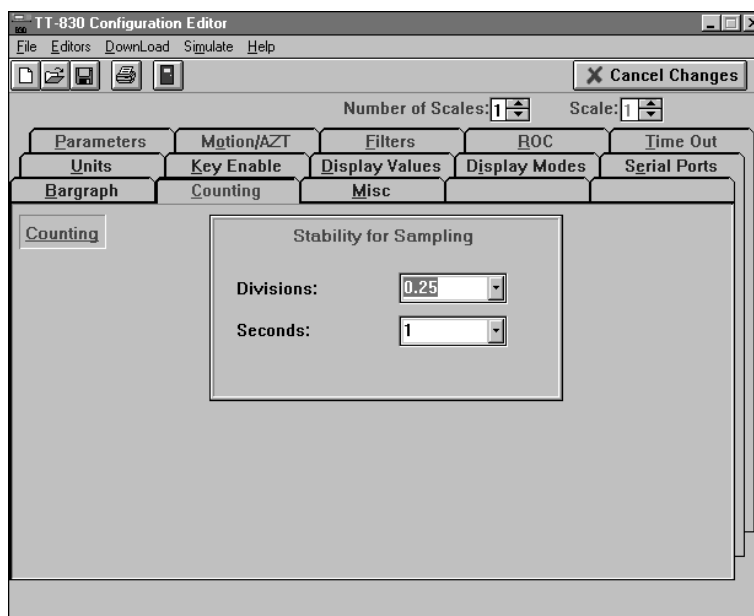 TT-830 Configuration Editor
File Editors DownLoad Simulate Help
Cancel Changes
Number of Scales: 1 Scale: 1
Parameters Motion/AZT Filters ROC Time Out
Units Key Enable Display Values Display Modes Serial Ports
Bargraph Counting Misc
Counting
Stability for Sampling
Divisions: 0.25
Seconds: 1